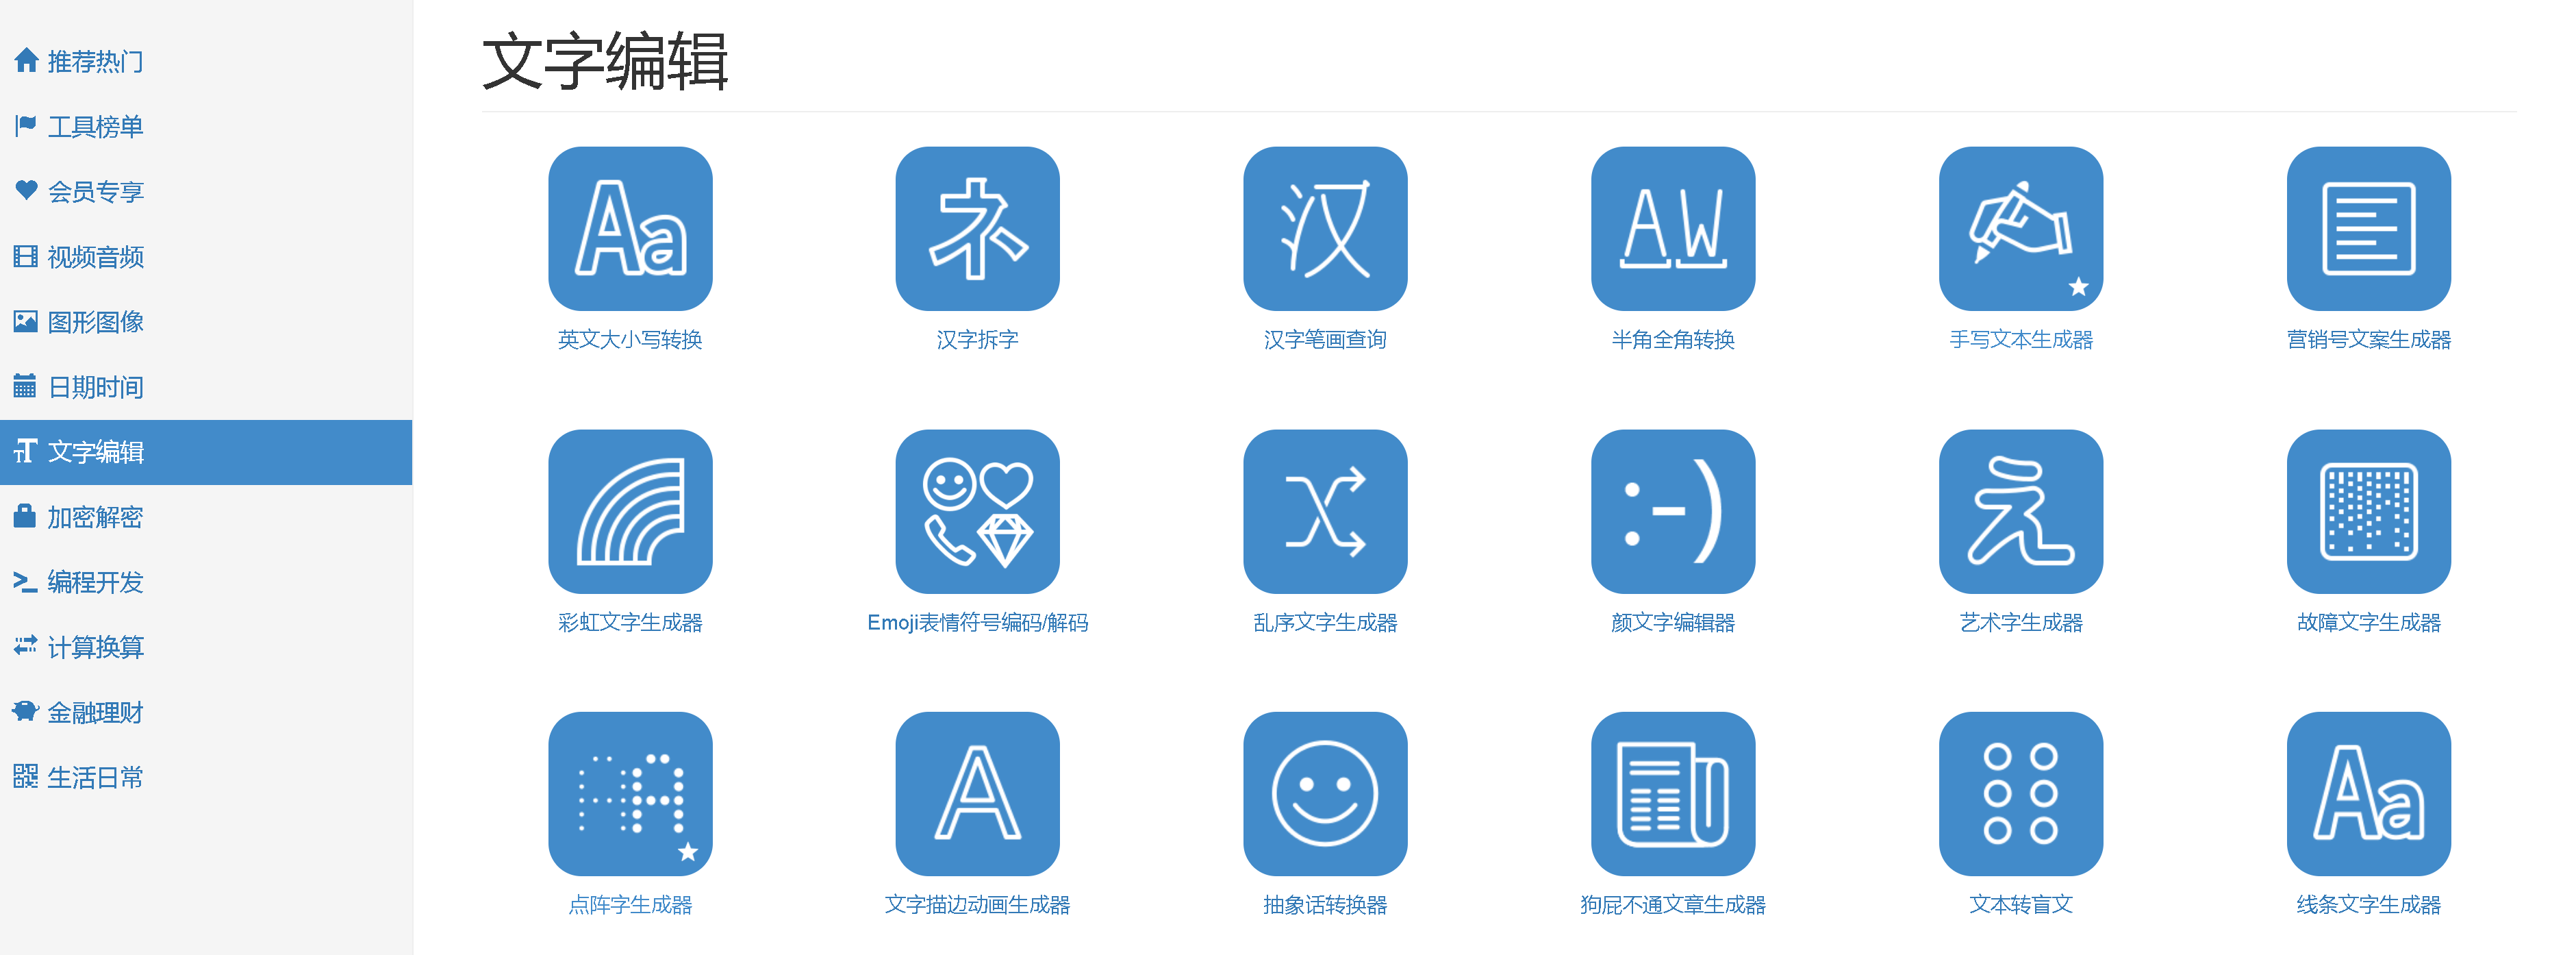 推荐热门
工具榜单
会员专享
视频音频
图形图像
日期时间
文字编辑
加密解密
编程开发
计算换算
金融理财
生活日常
文字编辑
英文大小写转换
汉字拆字
汉字笔画查询
半角全角转换
手写文本生成器
营销号文案生成器
彩虹文字生成器
Emoji表情符号编码/解码
乱序文字生成器
颜文字编辑器
艺术字生成器
故障文字生成器
点阵字生成器
文字描边动画生成器
抽象话转换器
狗屁不通文章生成器
文本转盲文
线条文字生成器